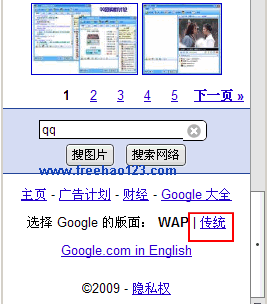 1 2 3 4 5 下一页 »
qq
搜图片 搜索网络
www.freehao123.com
主页 - 广告计划 - 财经 - Google 大全
选择 Google 的版面： WAP | 传统
Google.com in English
©2009 - 隐私权